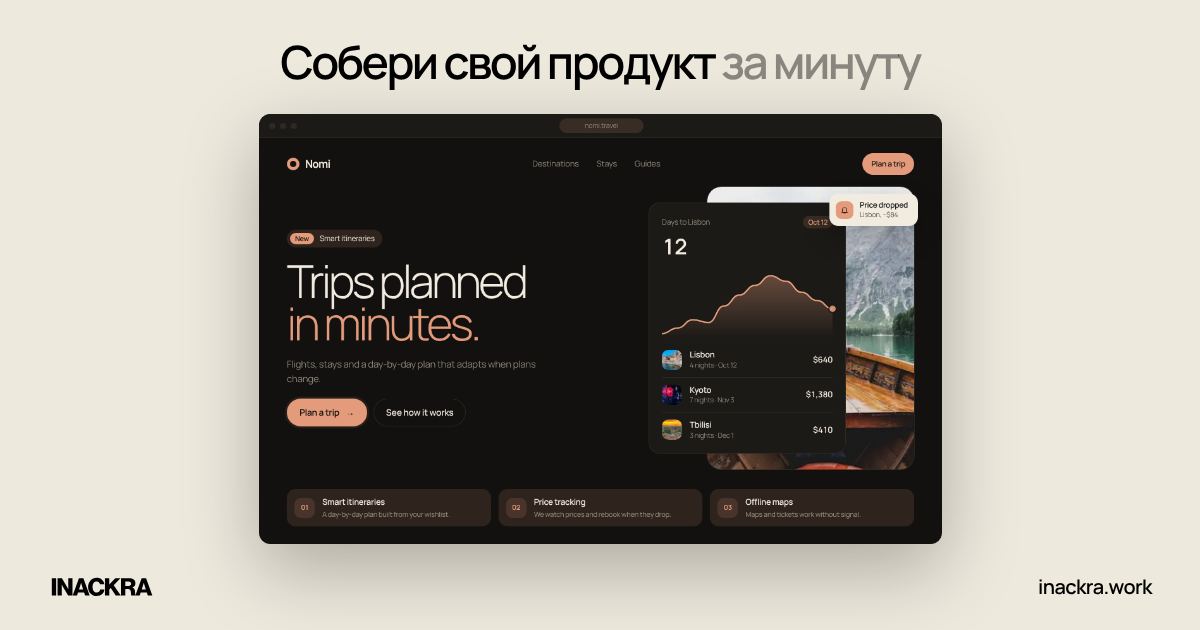 Собери свой продукт за минуту
nomi.travel
Nomi
Destinations Stays Guides
Plan a trip
New Smart itineraries
Trips planned
in minutes.
Flights, stays and a day-by-day plan that adapts when plans
change.
Plan a trip → See how it works
Days to Lisbon Oct 12
12
Price dropped
Lisbon, -$84
Lisbon
4 nights · Oct 12
$640
Kyoto
7 nights · Nov 3
$1,380
Tbilisi
3 nights · Dec 1
$410
01 Smart itineraries
A day-by-day plan built from your wishlist.
02 Price tracking
We watch prices and rebook when they drop.
03 Offline maps
Maps and tickets work without signal.
INACKRA
inackra.work